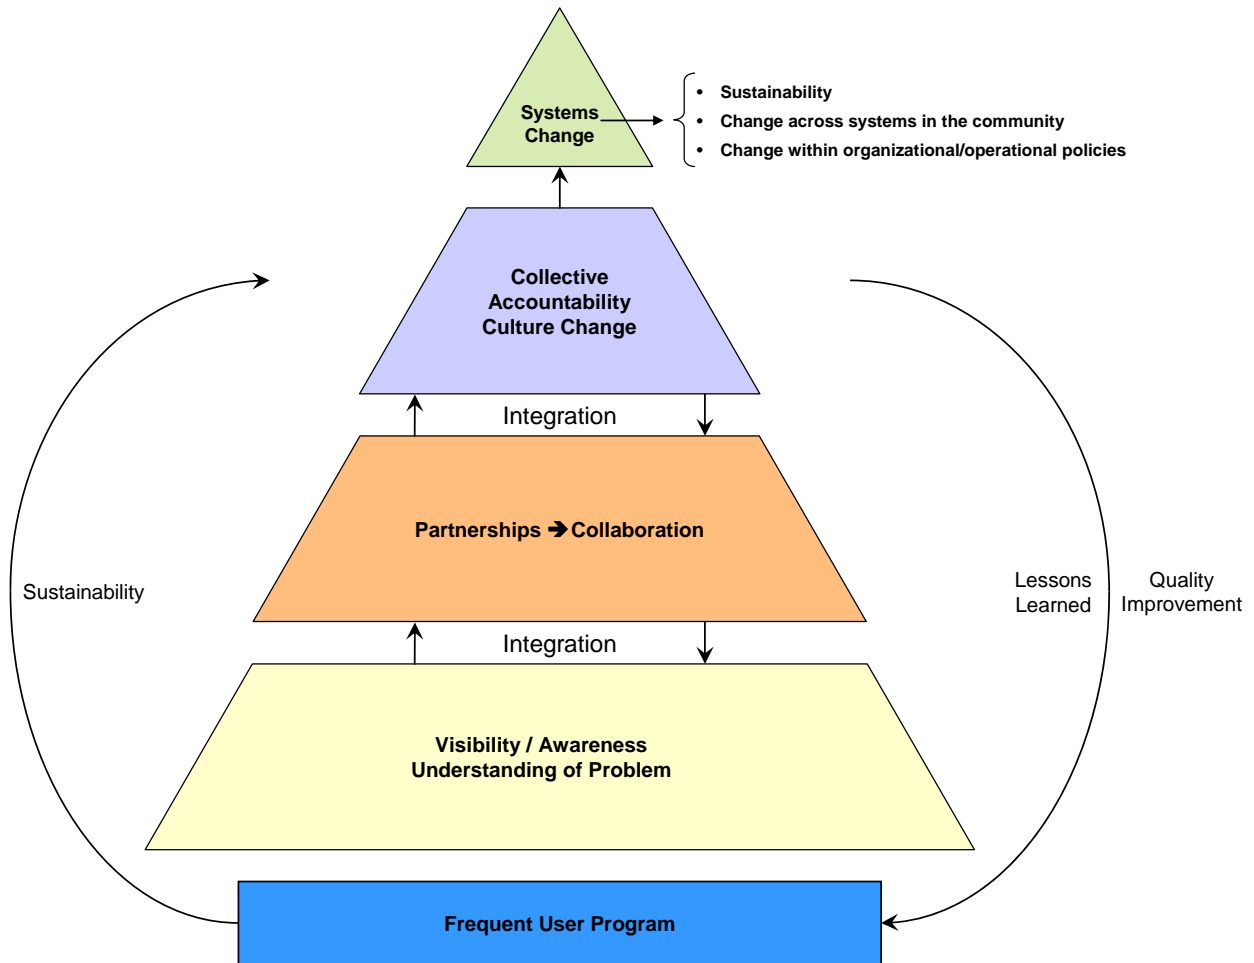 Systems
Change
• Sustainability
• Change across systems in the community
• Change within organizational/operational policies
Collective
Accountability
Culture Change
Integration
Partnerships ➔ Collaboration
Sustainability
Lessons
Learned
Quality
Improvement
Integration
Visibility / Awareness
Understanding of Problem
Frequent User Program